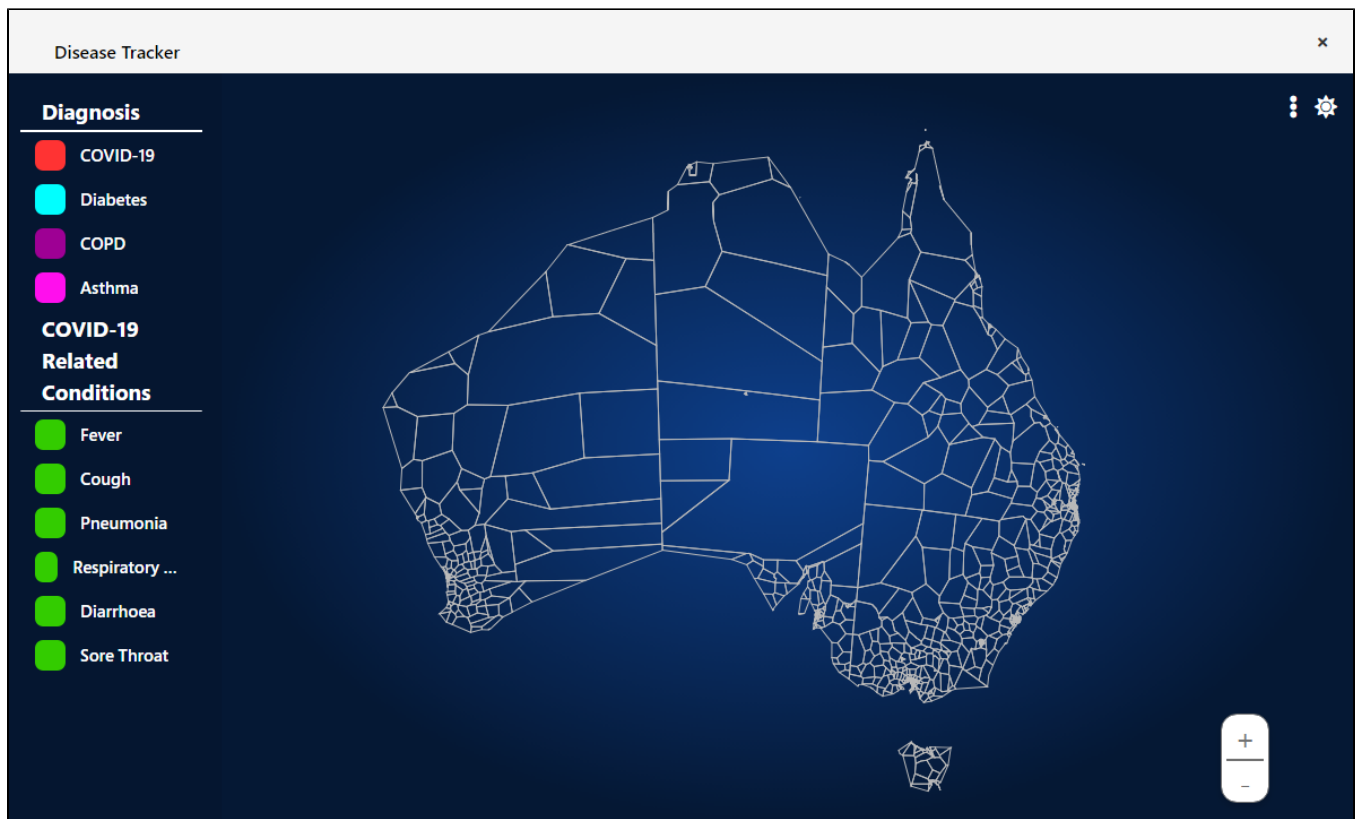 Disease Tracker
×
Diagnosis
COVID-19
Diabetes
COPD
Asthma
COVID-19
Related
Conditions
Fever
Cough
Pneumonia
Respiratory ...
Diarrhoea
Sore Throat
+
-